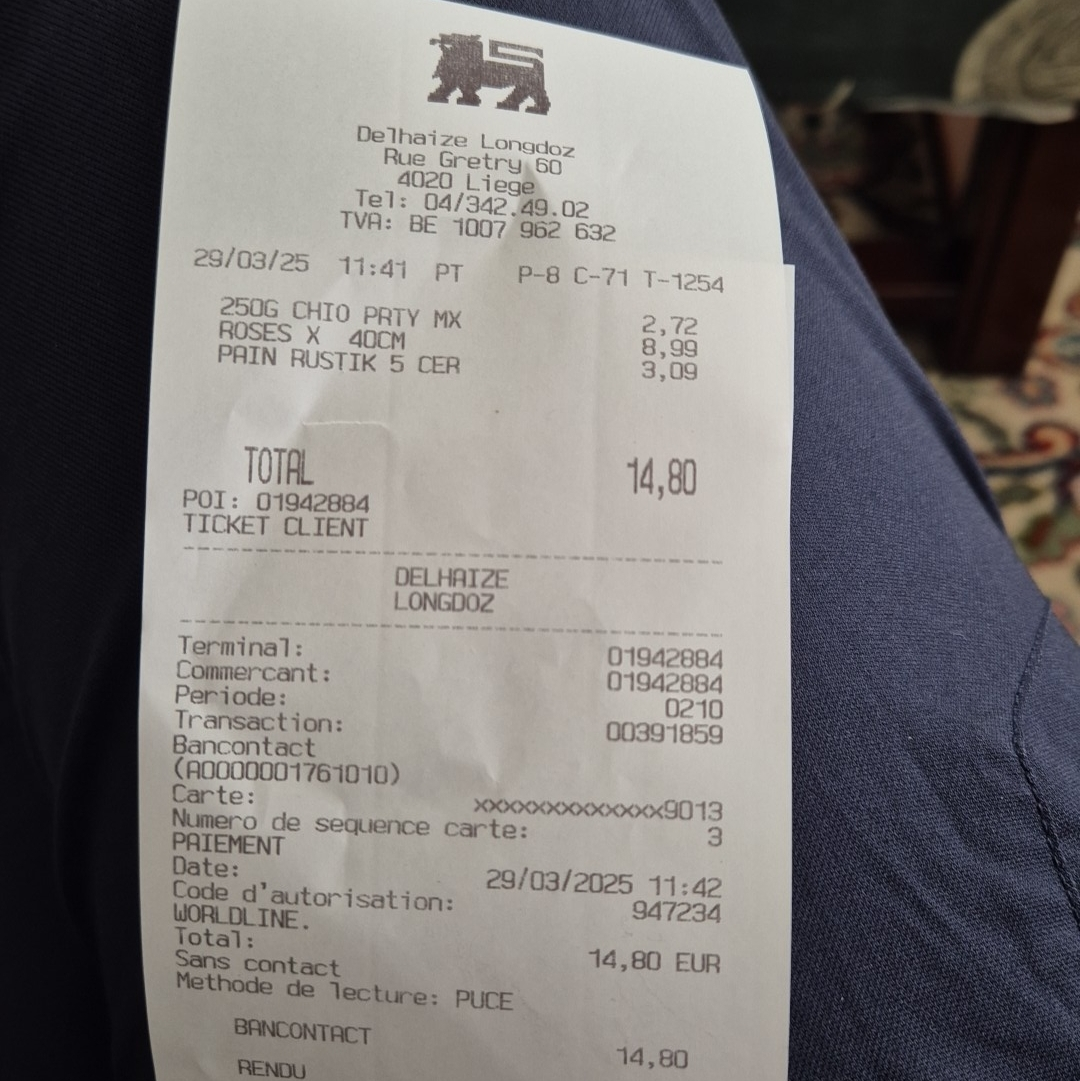 Delhaize Longdoz
Rue Gretry 60
4020 Liege
Tel: 04/342.49.02
TVA: BE 1007 962 632
29/03/25 11:41 PT P-8 C-71 T-1254
250G CHIO PRTY MX 2,72
ROSES X 40CM 8,99
PAIN RUSTIK 5 CER 3,09
TOTAL 14,80
POI: 01942884
TICKET CLIENT
DELHAIZE
LONGDOZ
Terminal: 01942884
Commercant: 01942884
Periode: 0210
Transaction: 00391859
Bancontact
(A0000001761010)
Carte: xxxxxxxxxxxxx9013
Numero de sequence carte: 3
PAIEMENT
Date: 29/03/2025 11:42
Code d'autorisation: 947234
WORLDLINE.
Total: 14,80 EUR
Sans contact
Methode de lecture: PUCE
BANCONTACT 14,80
RENDU